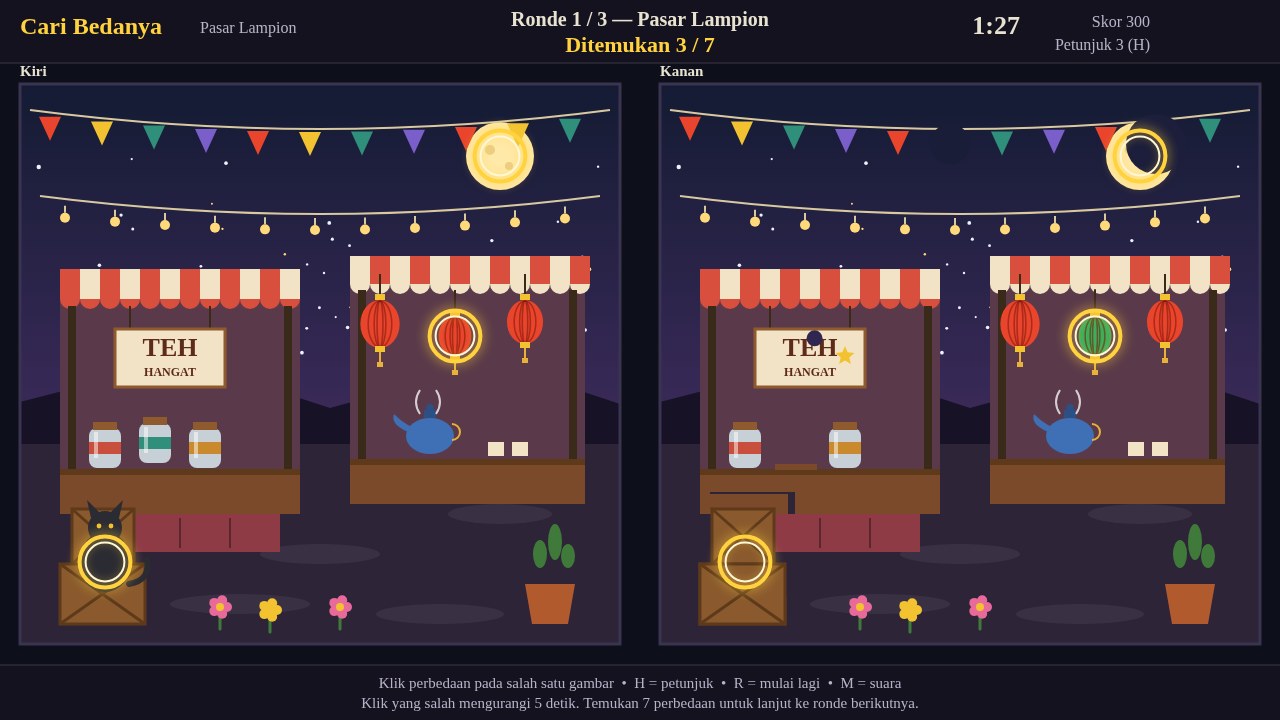 Cari Bedanya
Pasar Lampion
Ronde 1 / 3 — Pasar Lampion
Ditemukan 3 / 7
1:27
Skor 300
Petunjuk 3 (H)
Kiri
Kanan
TEH
HANGAT
TEH
HANGAT
Klik perbedaan pada salah satu gambar • H = petunjuk • R = mulai lagi • M = suara
Klik yang salah mengurangi 5 detik. Temukan 7 perbedaan untuk lanjut ke ronde berikutnya.